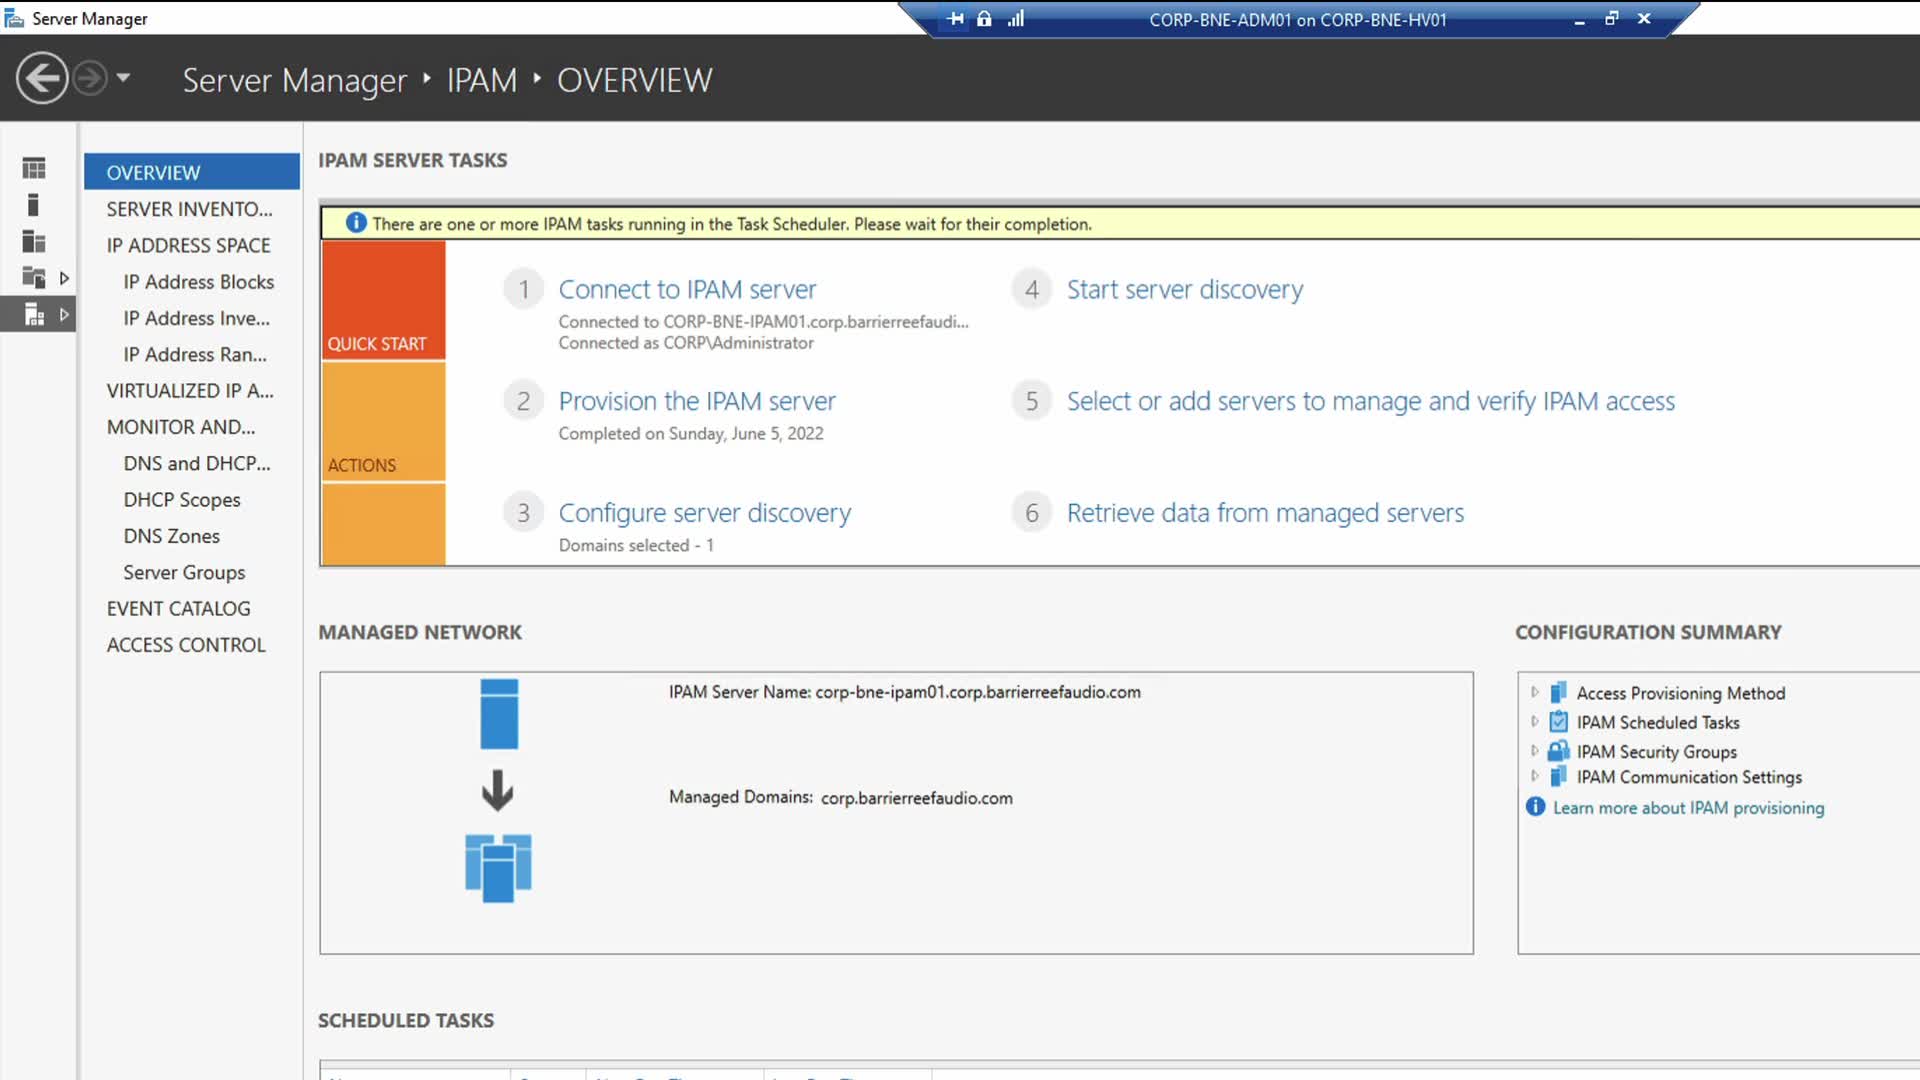 Server Manager
CORP-BNE-ADM01 on CORP-BNE-HV01
Server Manager ‣ IPAM ‣ OVERVIEW
OVERVIEW
SERVER INVENTO...
IP ADDRESS SPACE
IP Address Blocks
IP Address Inve...
IP Address Ran...
VIRTUALIZED IP A...
MONITOR AND...
DNS and DHCP...
DHCP Scopes
DNS Zones
Server Groups
EVENT CATALOG
ACCESS CONTROL
IPAM SERVER TASKS
There are one or more IPAM tasks running in the Task Scheduler. Please wait for their completion.
QUICK START
ACTIONS
1 Connect to IPAM server
Connected to CORP-BNE-IPAM01.corp.barrierreefaudi...
Connected as CORP\Administrator
2 Provision the IPAM server
Completed on Sunday, June 5, 2022
3 Configure server discovery
Domains selected - 1
4 Start server discovery
5 Select or add servers to manage and verify IPAM access
6 Retrieve data from managed servers
MANAGED NETWORK
IPAM Server Name: corp-bne-ipam01.corp.barrierreefaudio.com
Managed Domains: corp.barrierreefaudio.com
CONFIGURATION SUMMARY
Access Provisioning Method
IPAM Scheduled Tasks
IPAM Security Groups
IPAM Communication Settings
Learn more about IPAM provisioning
SCHEDULED TASKS